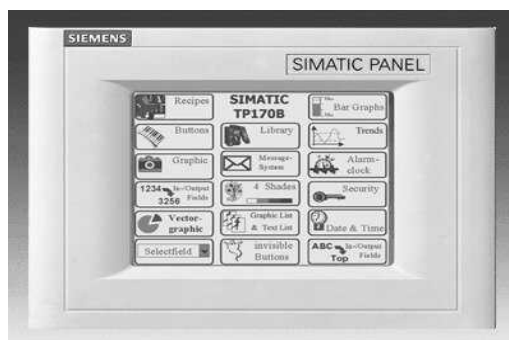 SIEMENS
SIMATIC PANEL
Recipes
SIMATIC
TP170B
Bar Graphs
Buttons
Library
Trends
Graphic
Message-
System
Alarm-
clock
1234 In-/Output
3256 Fields
4 Shades
Security
Vector-
graphic
Graphic List
& Text List
Date & Time
Selectfield
invisible
Buttons
ABC In-/Output
Top Fields